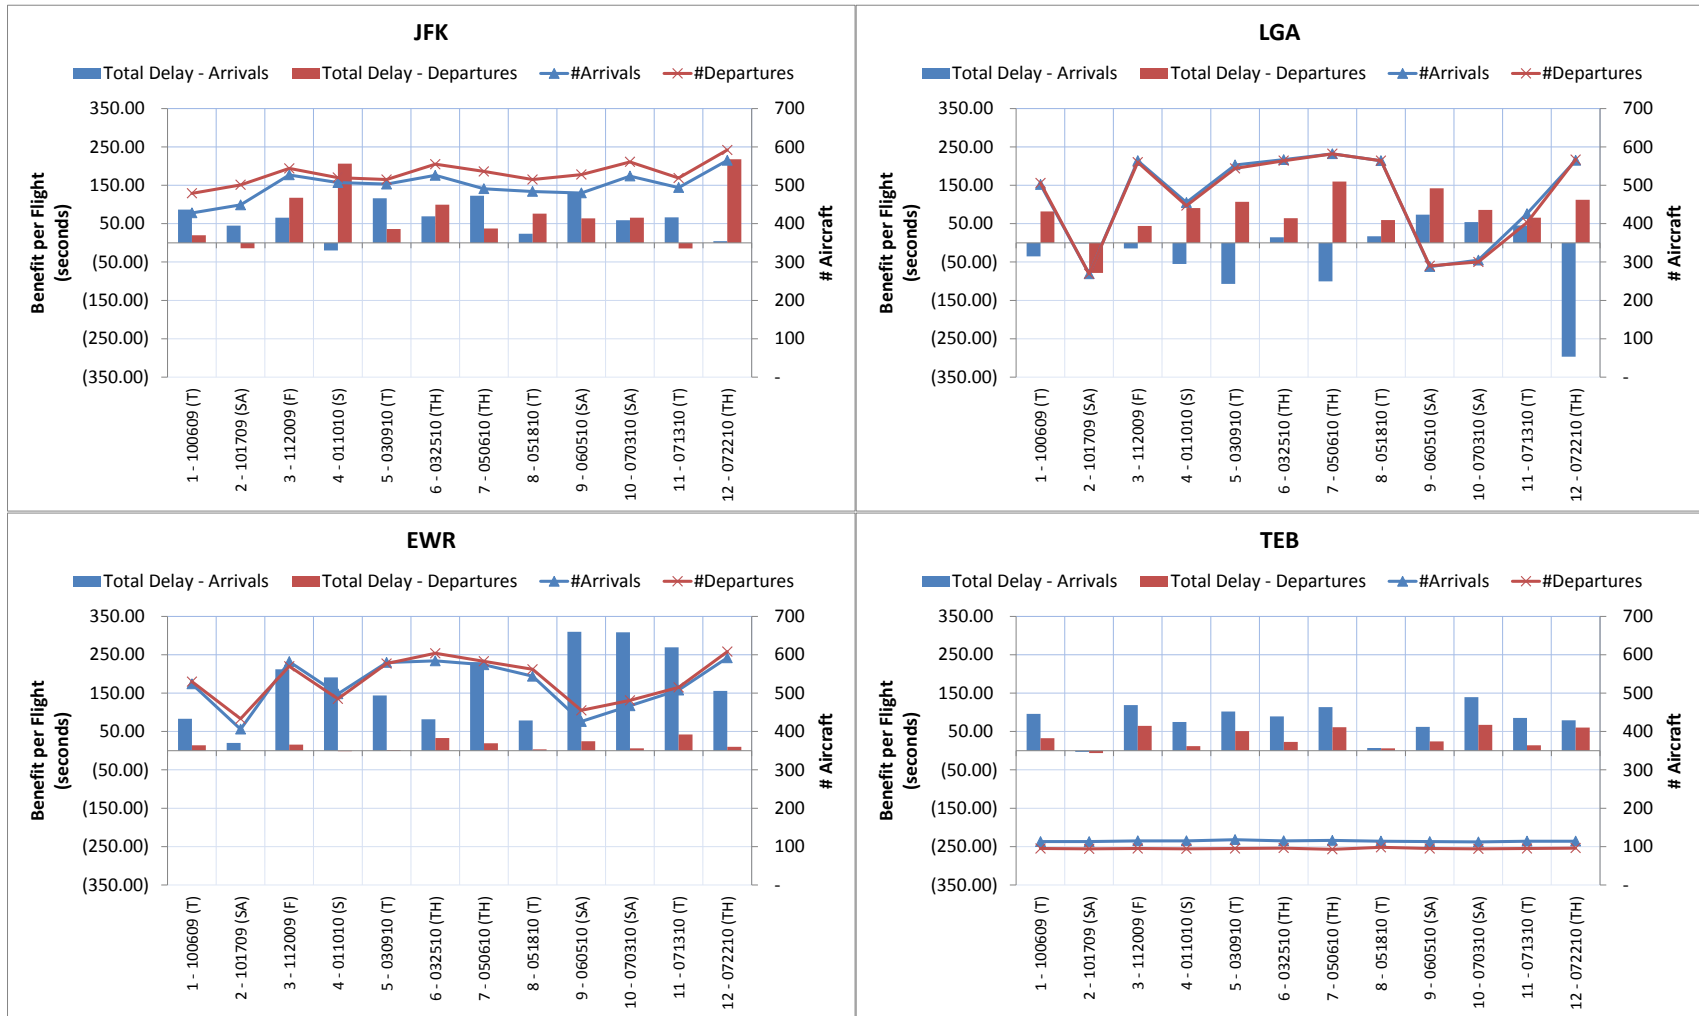 JFK
Total Delay - Arrivals Total Delay - Departures #Arrivals #Departures
350.00
250.00
150.00
50.00
(50.00)
(150.00)
(250.00)
(350.00)
Benefit per Flight
(seconds)
700
600
500
400
300
200
100
-
# Aircraft
1 - 100609 (T)
2 - 101709 (SA)
3 - 112009 (F)
4 - 011010 (S)
5 - 030910 (T)
6 - 032510 (TH)
7 - 050610 (TH)
8 - 051810 (T)
9 - 060510 (SA)
10 - 070310 (SA)
11 - 071310 (T)
12 - 072210 (TH)
LGA
Total Delay - Arrivals Total Delay - Departures #Arrivals #Departures
350.00
250.00
150.00
50.00
(50.00)
(150.00)
(250.00)
(350.00)
Benefit per Flight
(seconds)
700
600
500
400
300
200
100
-
# Aircraft
1 - 100609 (T)
2 - 101709 (SA)
3 - 112009 (F)
4 - 011010 (S)
5 - 030910 (T)
6 - 032510 (TH)
7 - 050610 (TH)
8 - 051810 (T)
9 - 060510 (SA)
10 - 070310 (SA)
11 - 071310 (T)
12 - 072210 (TH)
EWR
Total Delay - Arrivals Total Delay - Departures #Arrivals #Departures
350.00
250.00
150.00
50.00
(50.00)
(150.00)
(250.00)
(350.00)
Benefit per Flight
(seconds)
700
600
500
400
300
200
100
-
# Aircraft
1 - 100609 (T)
2 - 101709 (SA)
3 - 112009 (F)
4 - 011010 (S)
5 - 030910 (T)
6 - 032510 (TH)
7 - 050610 (TH)
8 - 051810 (T)
9 - 060510 (SA)
10 - 070310 (SA)
11 - 071310 (T)
12 - 072210 (TH)
TEB
Total Delay - Arrivals Total Delay - Departures #Arrivals #Departures
350.00
250.00
150.00
50.00
(50.00)
(150.00)
(250.00)
(350.00)
Benefit per Flight
(seconds)
700
600
500
400
300
200
100
-
# Aircraft
1 - 100609 (T)
2 - 101709 (SA)
3 - 112009 (F)
4 - 011010 (S)
5 - 030910 (T)
6 - 032510 (TH)
7 - 050610 (TH)
8 - 051810 (T)
9 - 060510 (SA)
10 - 070310 (SA)
11 - 071310 (T)
12 - 072210 (TH)